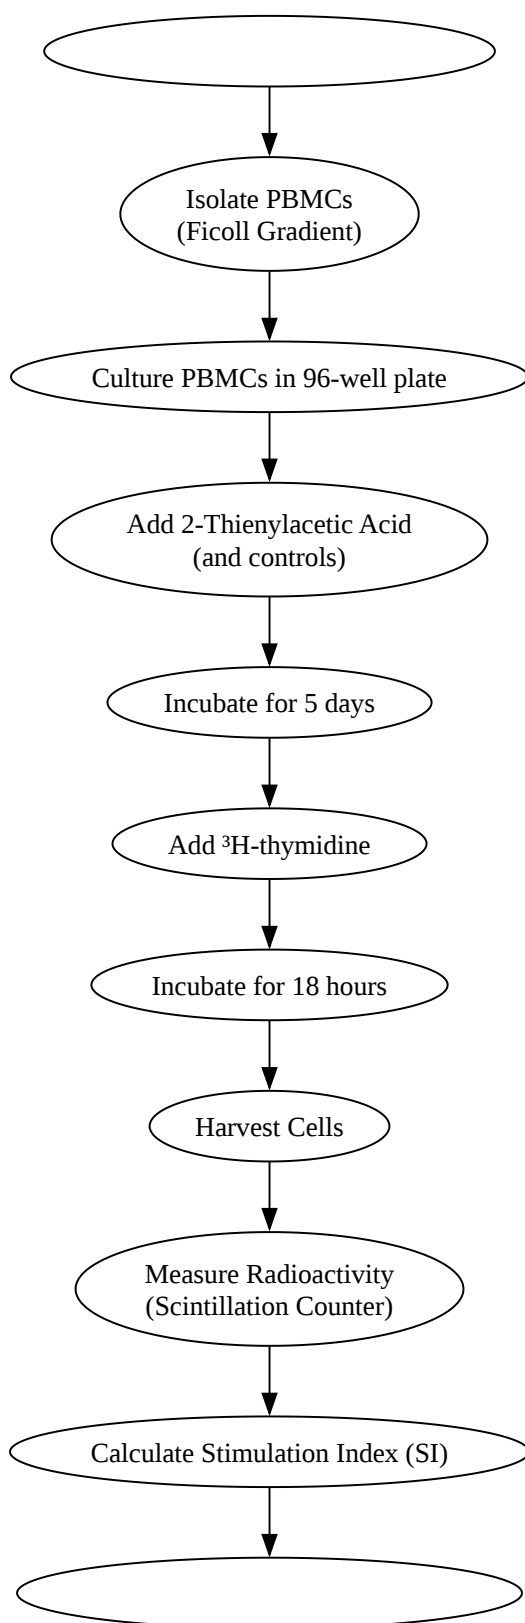 Isolate PBMCs
(Ficoll Gradient)
Culture PBMCs in 96-well plate
Add 2-Thienylacetic Acid
(and controls)
Incubate for 5 days
Add ³H-thymidine
Incubate for 18 hours
Harvest Cells
Measure Radioactivity
(Scintillation Counter)
Calculate Stimulation Index (SI)